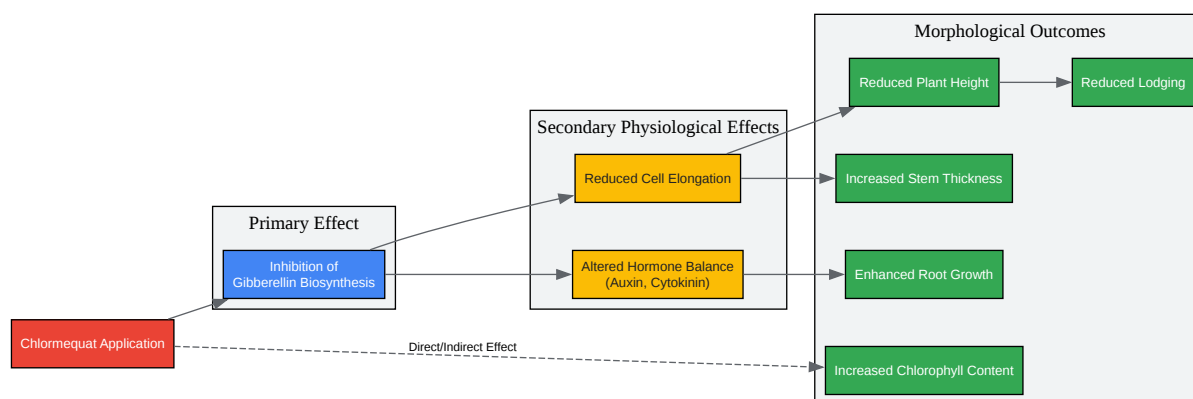 Morphological Outcomes
Reduced Plant Height
Reduced Lodging
Secondary Physiological Effects
Reduced Cell Elongation
Increased Stem Thickness
Primary Effect
Inhibition of
Gibberellin Biosynthesis
Altered Hormone Balance
(Auxin, Cytokinin)
Enhanced Root Growth
Chlormequat Application
Direct/Indirect Effect
Increased Chlorophyll Content